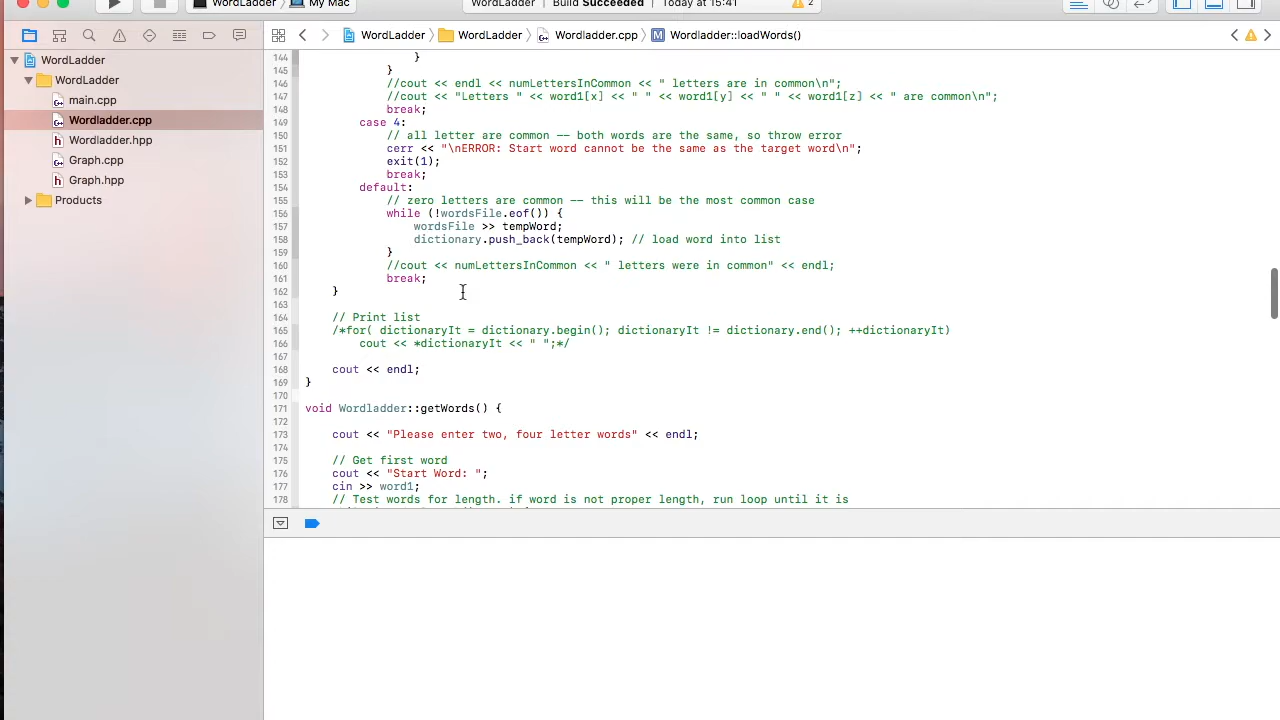 WordLadder My Mac WordLadder Build Succeeded Today at 15:41 2
WordLadder WordLadder Wordladder.cpp M Wordladder::loadWords()
WordLadder
WordLadder
main.cpp
Wordladder.cpp
Wordladder.hpp
Graph.cpp
Graph.hpp
Products
144 }
145 }
146 //cout << endl << numLettersInCommon << " letters are in common\n";
147 //cout << "Letters " << word1[x] << " " << word1[y] << " " << word1[z] << " are common\n";
148 break;
149 case 4:
150 // all letter are common -- both words are the same, so throw error
151 cerr << "\nERROR: Start word cannot be the same as the target word\n";
152 exit(1);
153 break;
154 default:
155 // zero letters are common -- this will be the most common case
156 while (!wordsFile.eof()) {
157 wordsFile >> tempWord;
158 dictionary.push_back(tempWord); // load word into list
159 }
160 //cout << numLettersInCommon << " letters were in common" << endl;
161 break;
162 }
163
164 // Print list
165 /*for( dictionaryIt = dictionary.begin(); dictionaryIt != dictionary.end(); ++dictionaryIt)
166 cout << *dictionaryIt << " ";*/
167
168 cout << endl;
169 }
170
171 void Wordladder::getWords() {
172
173 cout << "Please enter two, four letter words" << endl;
174
175 // Get first word
176 cout << "Start Word: ";
177 cin >> word1;
178 // Test words for length. if word is not proper length, run loop until it is